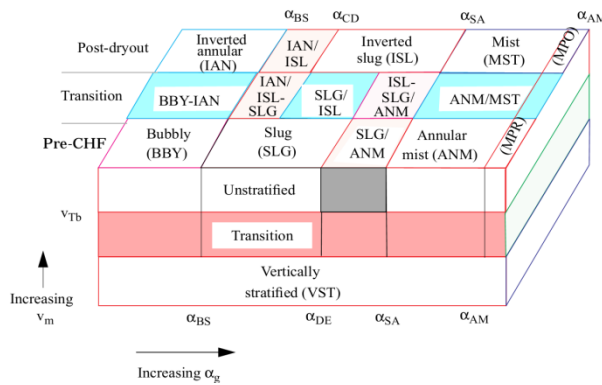 α_BS α_CD α_SA α_AM
Post-dryout
Inverted
annular
(IAN)
IAN/
ISL
Inverted
slug (ISL)
Mist
(MST)
(MPO)
Transition
BBY-IAN
IAN/
ISL-
SLG
SLG/
ISL
ISL-
SLG/
ANM
ANM/MST
Pre-CHF
Bubbly
(BBY)
Slug
(SLG)
SLG/
ANM
Annular
mist (ANM)
(MPR)
Unstratified
v_Tb
Transition
Vertically
stratified (VST)
Increasing
v_m
α_BS α_DE α_SA α_AM
Increasing α_g